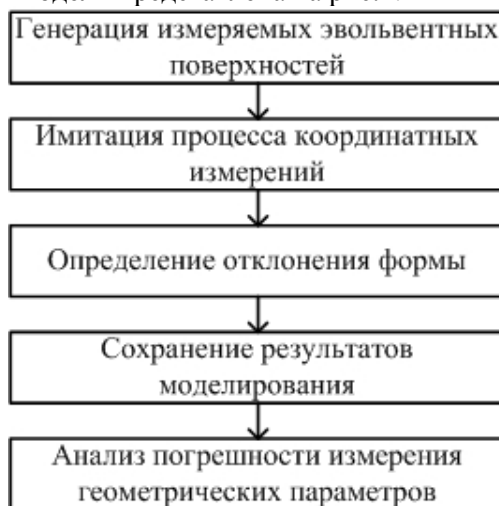 Генерация измеряемых эвольвентных
поверхностей
Имитация процесса координатных
измерений
Определение отклонения формы
Сохранение результатов
моделирования
Анализ погрешности измерения
геометрических параметров